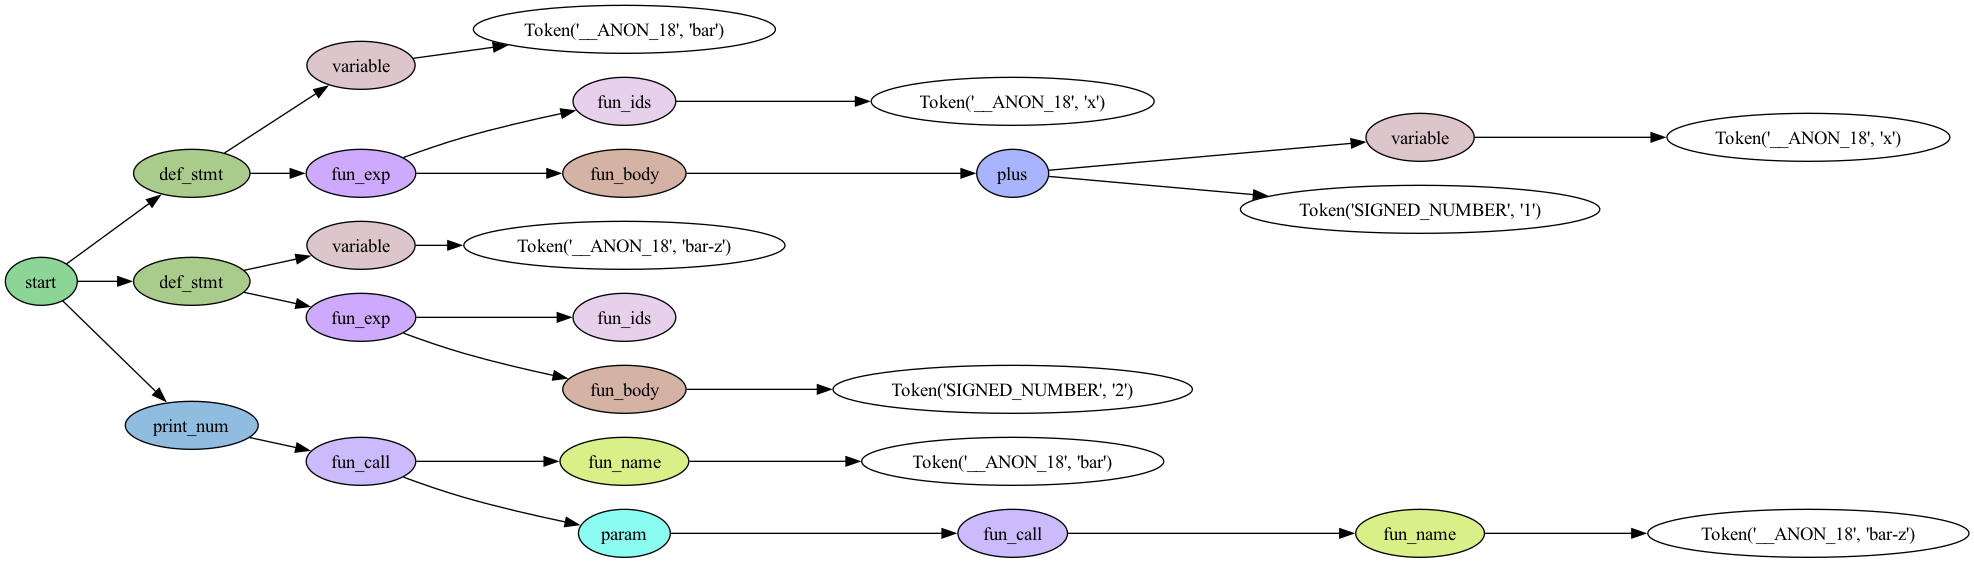 Token('__ANON_18', 'bar')
variable
fun_ids
Token('__ANON_18', 'x')
variable
Token('__ANON_18', 'x')
def_stmt
fun_exp
fun_body
plus
Token('SIGNED_NUMBER', '1')
variable
Token('__ANON_18', 'bar-z')
start
def_stmt
fun_exp
fun_ids
fun_body
Token('SIGNED_NUMBER', '2')
print_num
fun_call
fun_name
Token('__ANON_18', 'bar')
param
fun_call
fun_name
Token('__ANON_18', 'bar-z')